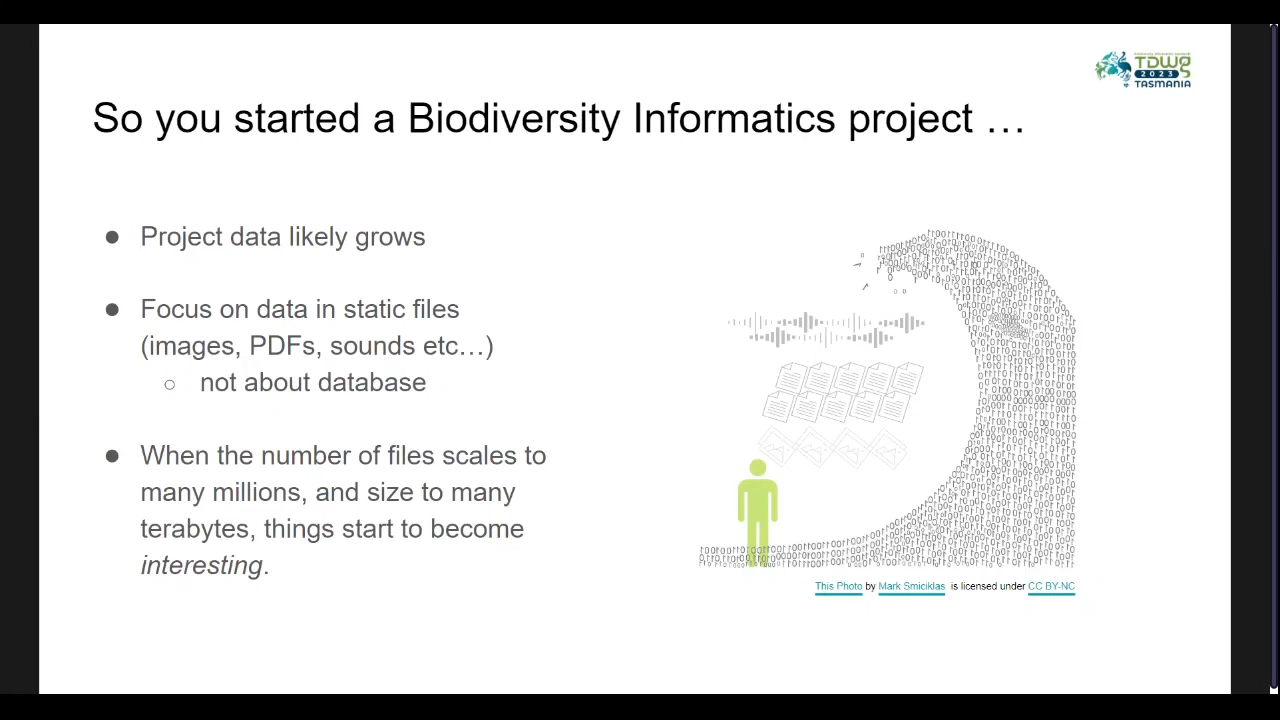 TDWG
2023
TASMANIA
So you started a Biodiversity Informatics project …
● Project data likely grows
● Focus on data in static files
(images, PDFs, sounds etc…)
○ not about database
● When the number of files scales to
many millions, and size to many
terabytes, things start to become
interesting.
This Photo by Mark Smiciklas is licensed under CC BY-NC